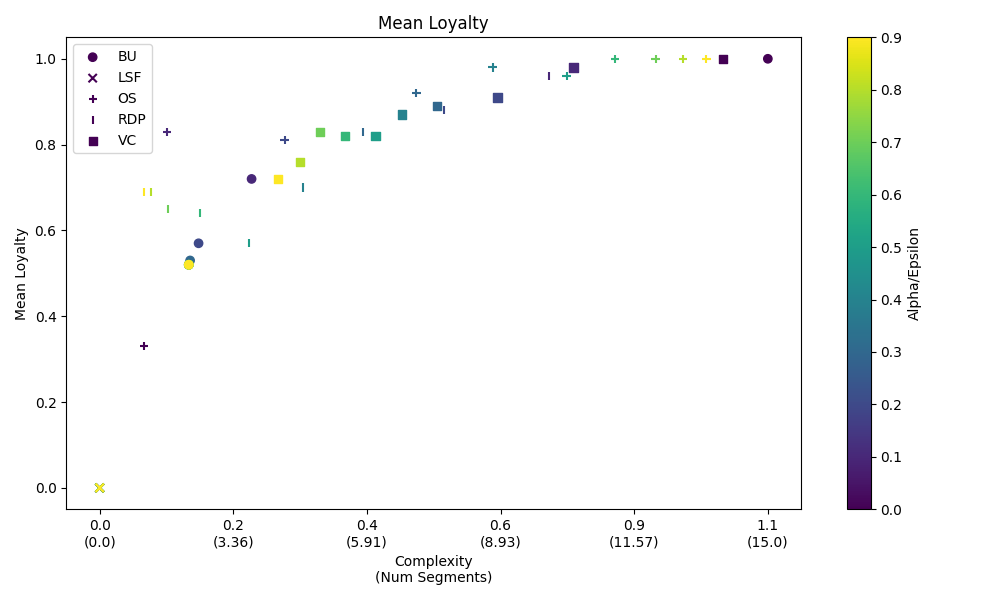 Mean Loyalty
BU
LSF
OS
RDP
VC
Mean Loyalty
1.0
0.8
0.6
0.4
0.2
0.0
0.0 0.2 0.4 0.6 0.9 1.1
(0.0) (3.36) (5.91) (8.93) (11.57) (15.0)
Complexity
(Num Segments)
0.9
0.8
0.7
0.6
0.5
0.4
0.3
0.2
0.1
0.0
Alpha/Epsilon